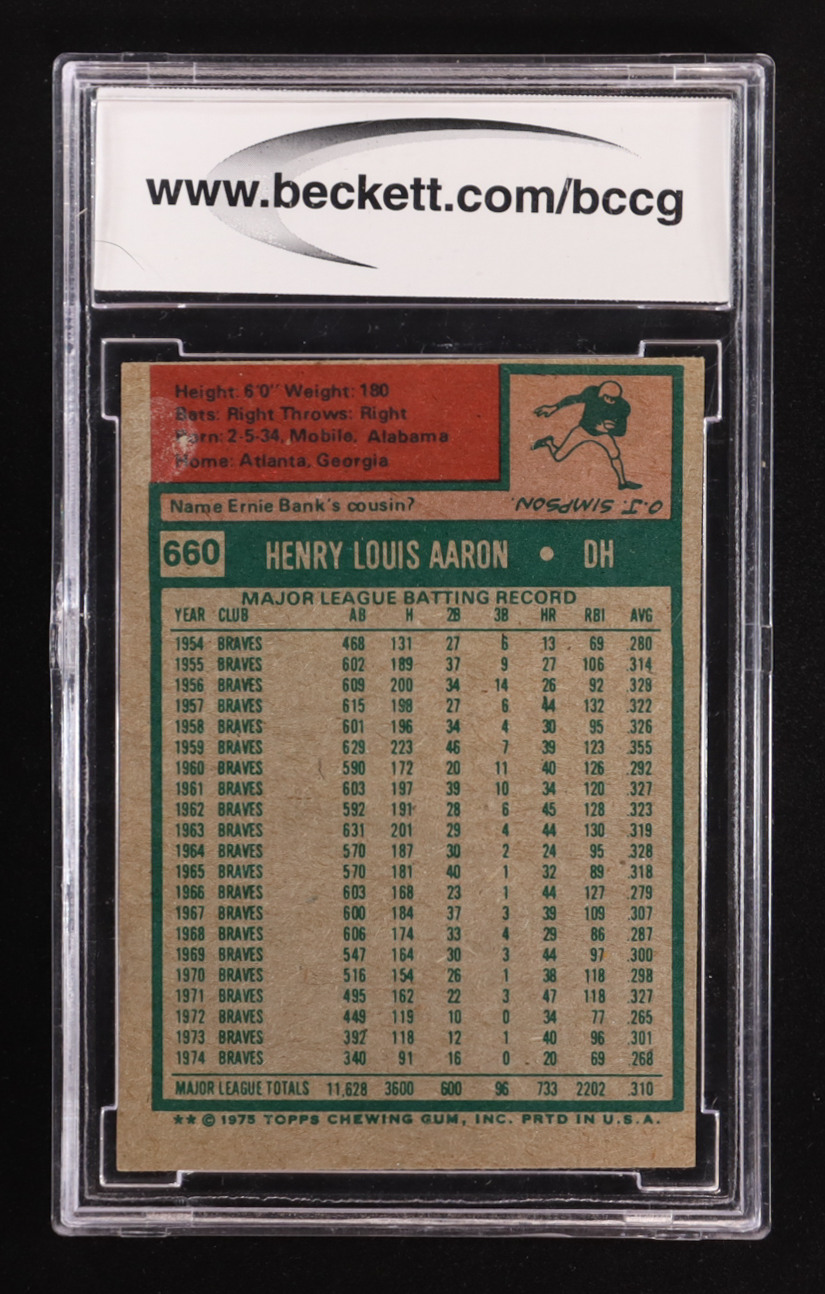 www.beckett.com/bccg
Height: 6'0" Weight: 180
Bats: Right Throws: Right
Born: 2-5-34, Mobile, Alabama
Home: Atlanta, Georgia
Name Ernie Bank's cousin?
O.J. SIMPSON.
660 HENRY LOUIS AARON • DH
MAJOR LEAGUE BATTING RECORD
YEAR CLUB AB H 2B 3B HR RBI AVG
1954 BRAVES 468 131 27 6 13 69 .280
1955 BRAVES 602 189 37 9 27 106 .314
1956 BRAVES 609 200 34 14 26 92 .328
1957 BRAVES 615 198 27 6 44 132 .322
1958 BRAVES 601 196 34 4 30 95 .326
1959 BRAVES 629 223 46 7 39 123 .355
1960 BRAVES 590 172 20 11 40 126 .292
1961 BRAVES 603 197 39 10 34 120 .327
1962 BRAVES 592 191 28 6 45 128 .323
1963 BRAVES 631 201 29 4 44 130 .319
1964 BRAVES 570 187 30 2 24 95 .328
1965 BRAVES 570 181 40 1 32 89 .318
1966 BRAVES 603 168 23 1 44 127 .279
1967 BRAVES 600 184 37 3 39 109 .307
1968 BRAVES 606 174 33 4 29 86 .287
1969 BRAVES 547 164 30 3 44 97 .300
1970 BRAVES 516 154 26 1 38 118 .298
1971 BRAVES 495 162 22 3 47 118 .327
1972 BRAVES 449 119 10 0 34 77 .265
1973 BRAVES 392 118 12 1 40 96 .301
1974 BRAVES 340 91 16 0 20 69 .268
MAJOR LEAGUE TOTALS 11,628 3600 600 96 733 2202 .310
★★ © 1975 TOPPS CHEWING GUM, INC. PRTD IN U.S.A.